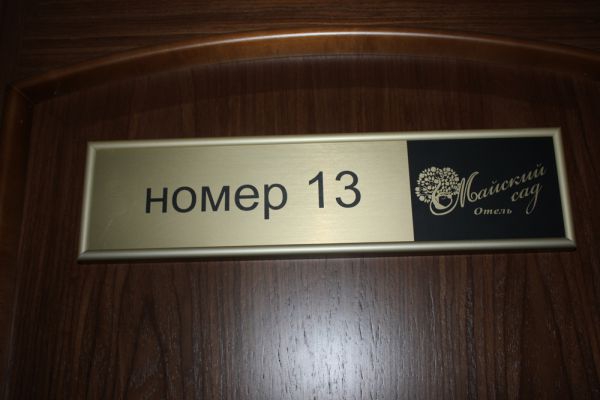 номер 13
Майский
сад
Отель